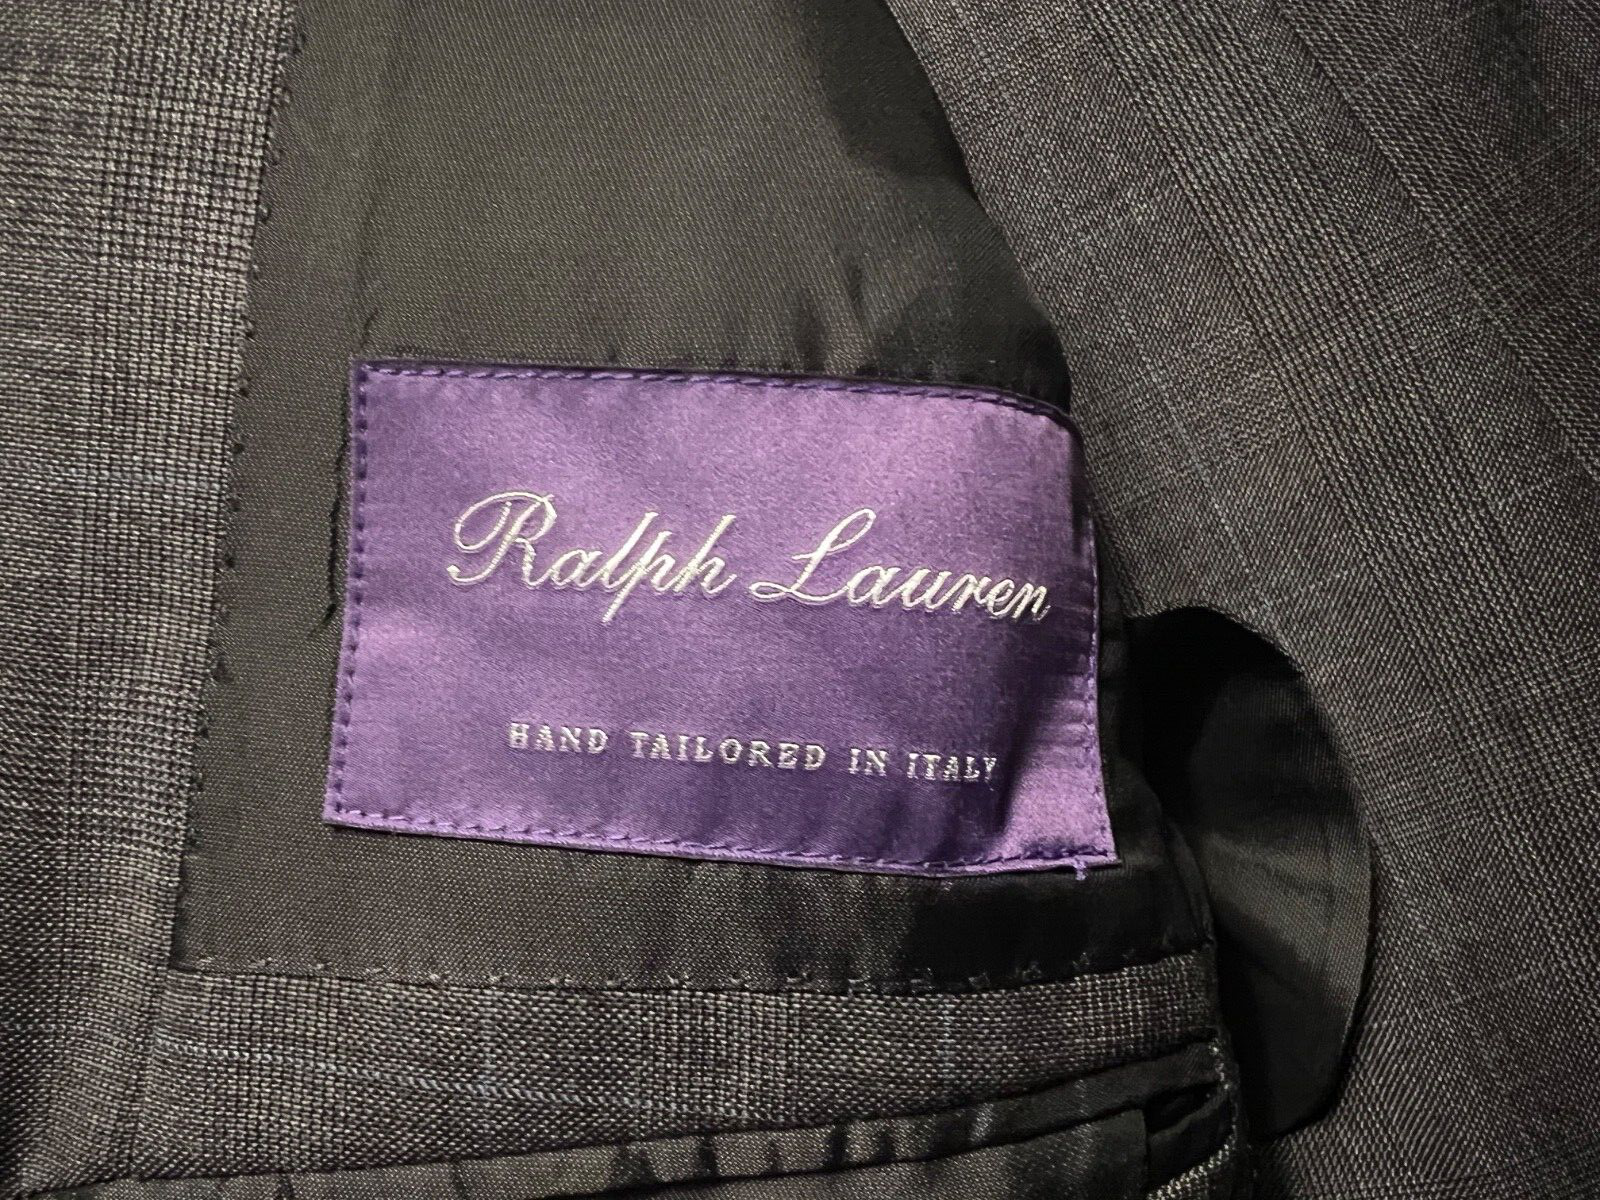 Ralph Lauren
HAND TAILORED IN ITALY